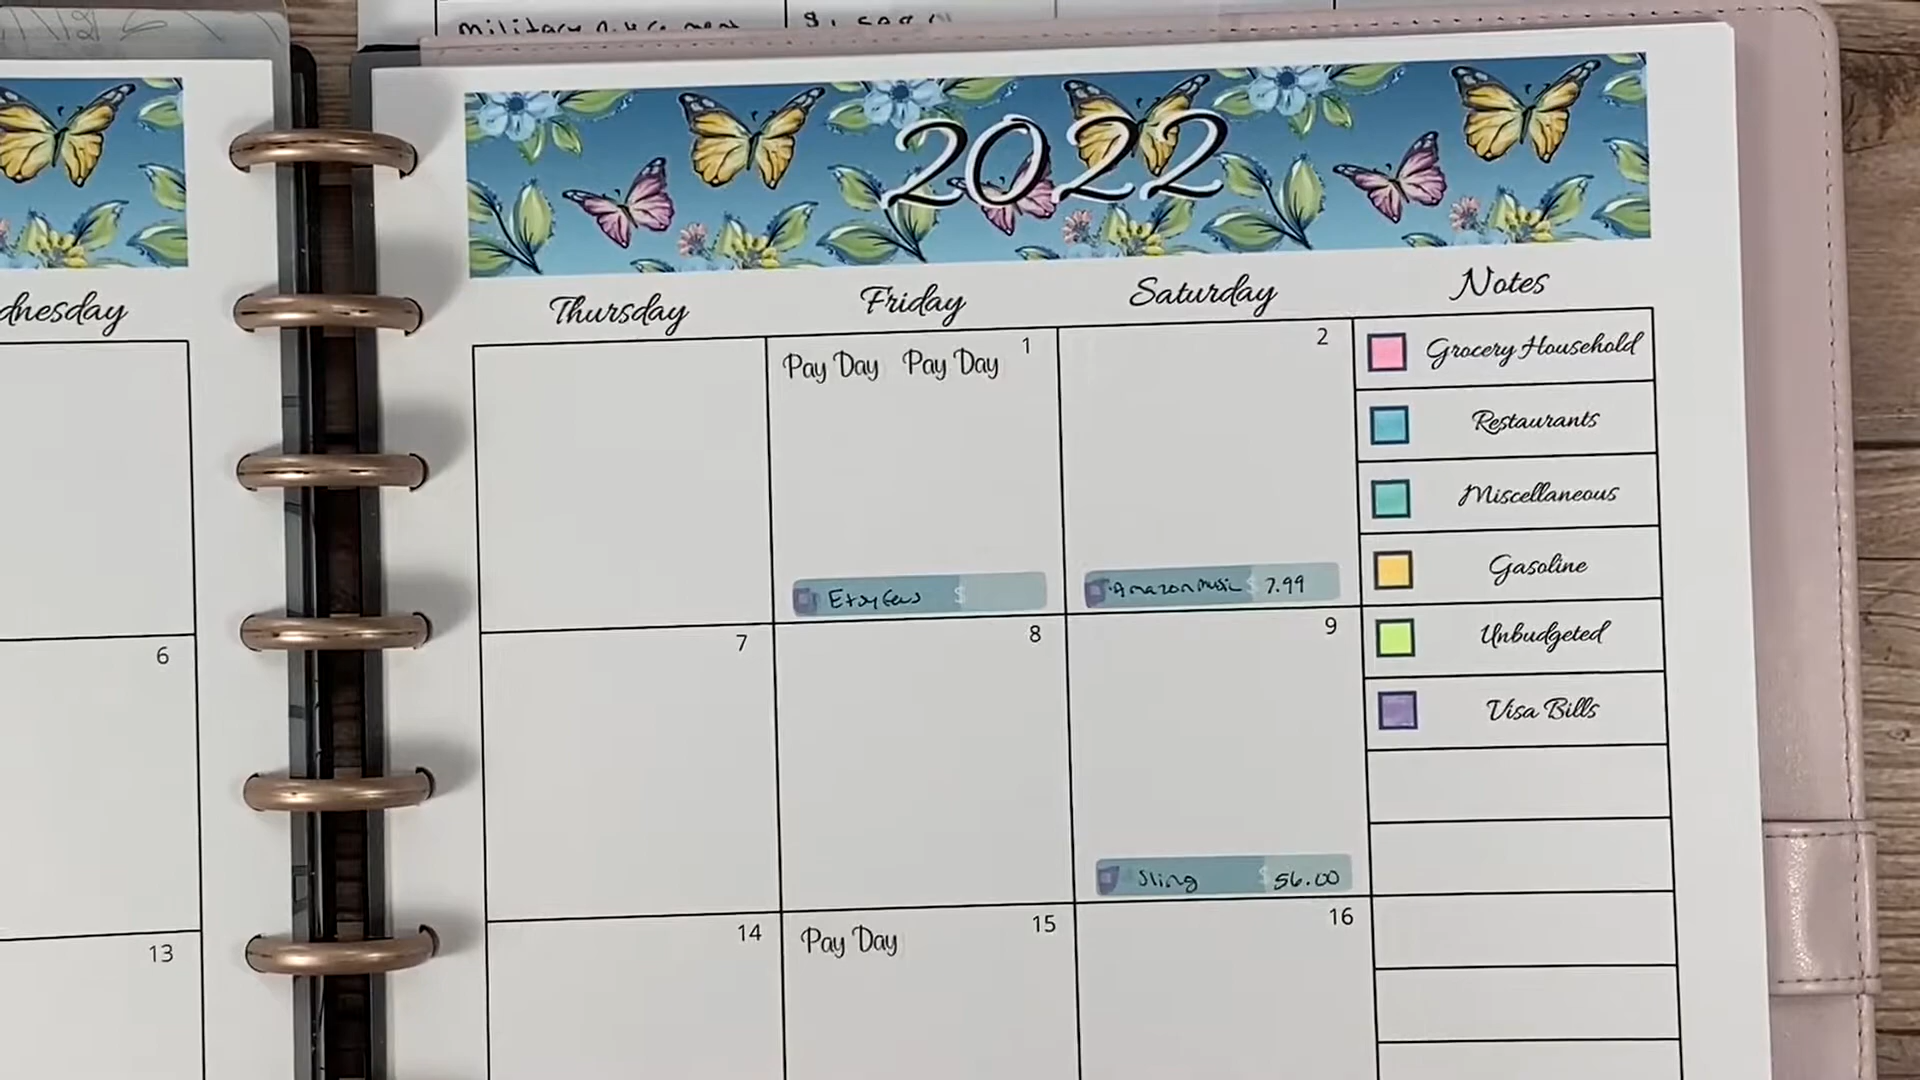 military
2022
dnesday
Thursday Friday Saturday Notes
Pay Day Pay Day 1
2
Grocery Household
Restaurants
Miscellaneous
Gasoline
Etsy fees $
Amazon music $ 7.99
Unbudgeted
6
7
8
9
Visa Bills
Sling $ 56.00
13
14
Pay Day 15
16